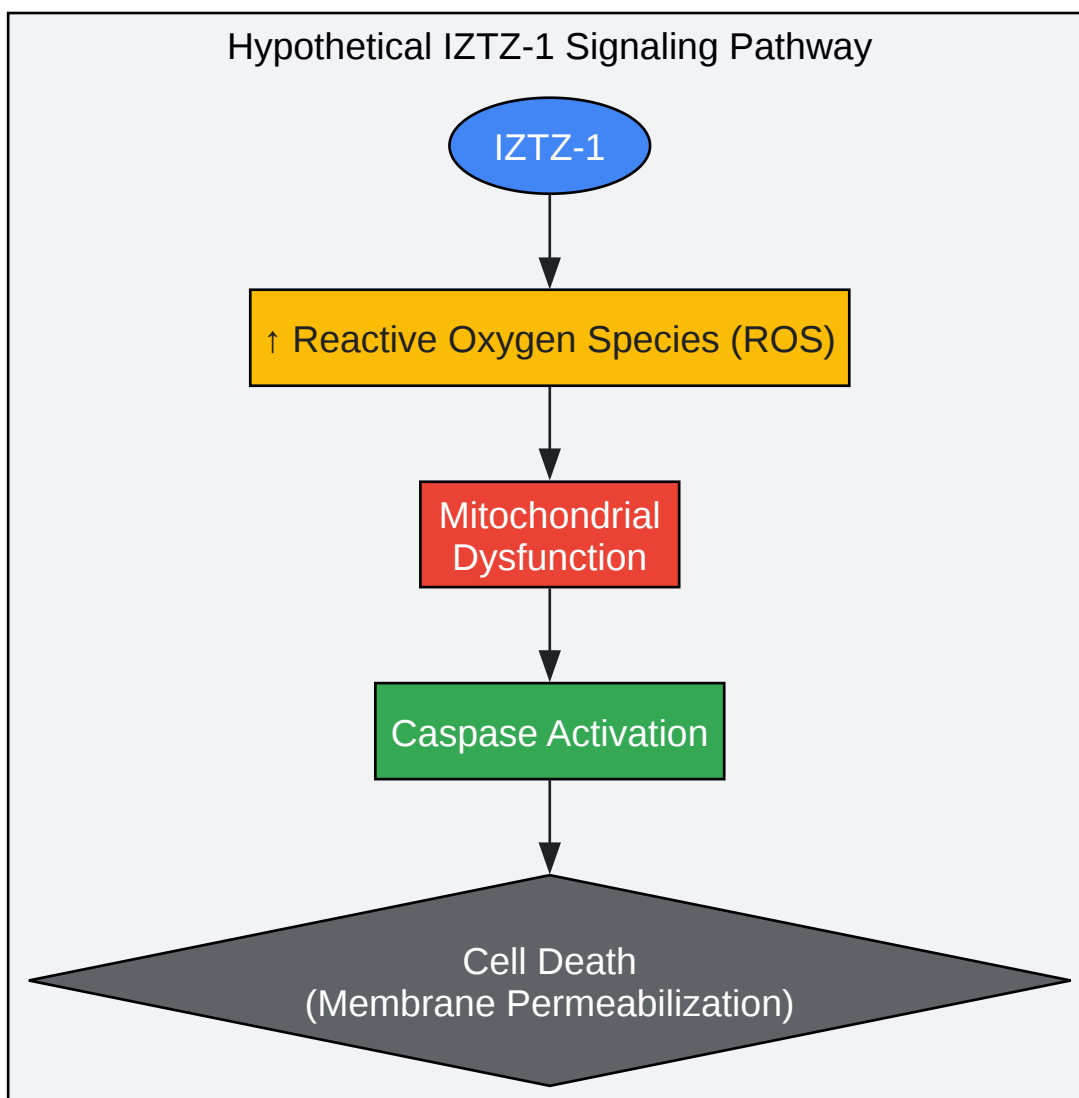 Hypothetical IZTZ-1 Signaling Pathway
IZTZ-1
↑ Reactive Oxygen Species (ROS)
Mitochondrial
Dysfunction
Caspase Activation
Cell Death
(Membrane Permeabilization)